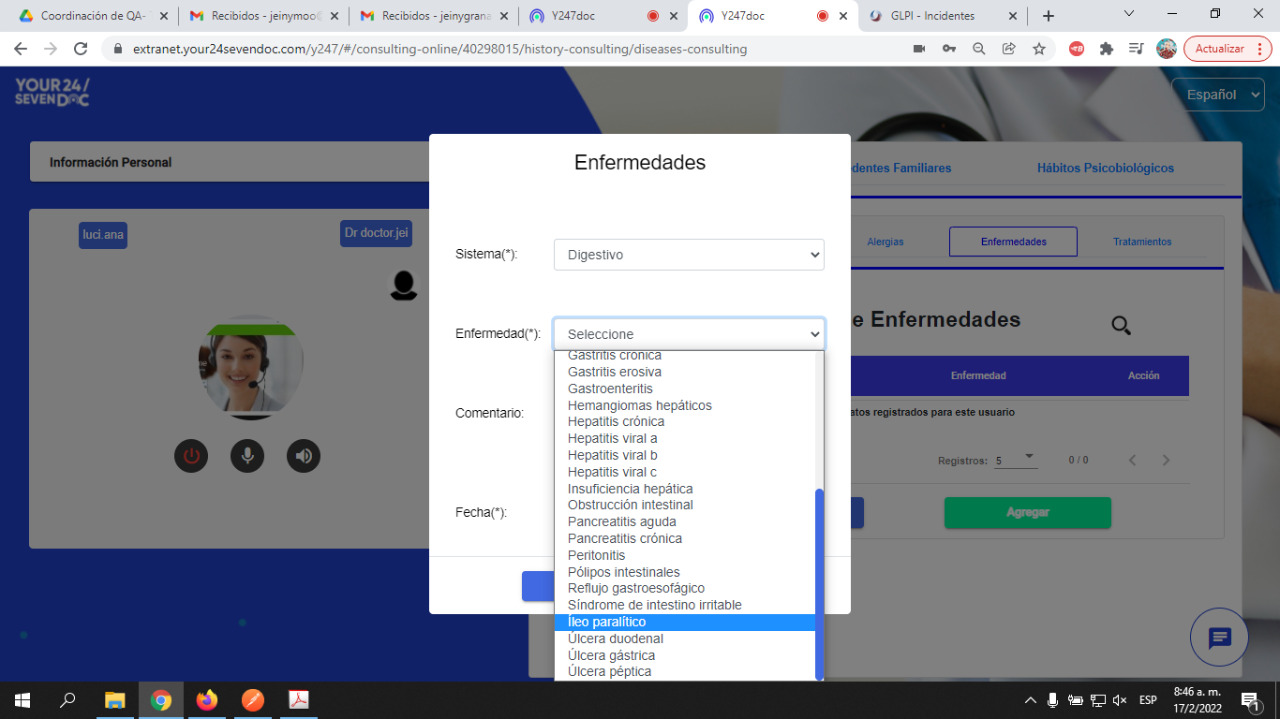 Coordinación de QA-
Recibidos - jeinymoo@
Recibidos - jeinygrana
Y247doc
Y247doc
GLPI - Incidentes
extranet.your24sevendoc.com/y247/#/consulting-online/40298015/history-consulting/diseases-consulting
Actualizar
YOUR 24/
SEVEN DOC
Español
Información Personal
dentes Familiares
Hábitos Psicobiológicos
luci.ana
Dr doctor.jei
Alergias
Enfermedades
Tratamientos
e Enfermedades
Enfermedad
Acción
atos registrados para este usuario
Registros:
5
0 / 0
Agregar
Enfermedades
Sistema(*):
Digestivo
Enfermedad(*):
Seleccione
Gastritis crónica
Gastritis erosiva
Gastroenteritis
Hemangiomas hepáticos
Hepatitis crónica
Hepatitis viral a
Hepatitis viral b
Hepatitis viral c
Insuficiencia hepática
Obstrucción intestinal
Pancreatitis aguda
Pancreatitis crónica
Peritonitis
Pólipos intestinales
Reflujo gastroesofágico
Síndrome de intestino irritable
Íleo paralítico
Úlcera duodenal
Úlcera gástrica
Úlcera péptica
Comentario:
Fecha(*):
ESP
8:46 a. m.
17/2/2022
1